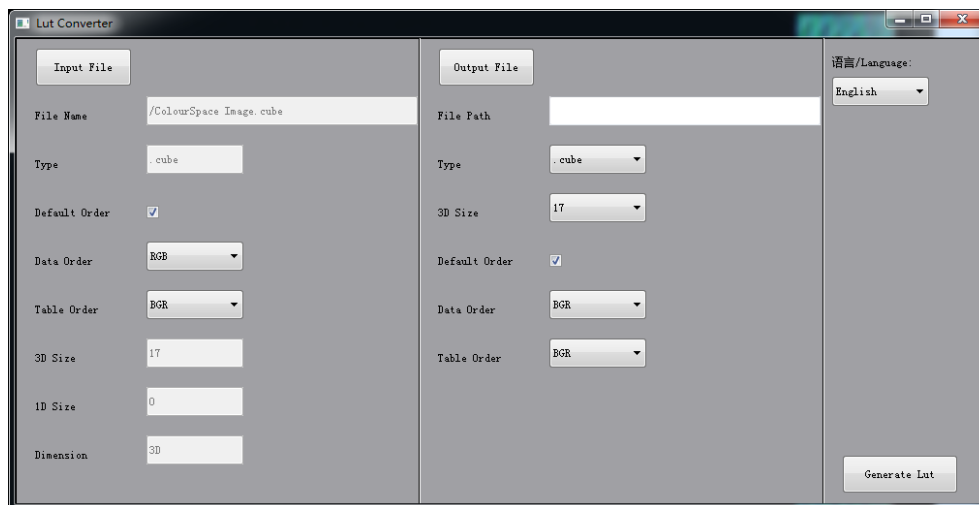 Lut Converter
Input File
File Name
/ColourSpace Image.cube
Type
.cube
Default Order
Data Order
RGB
Table Order
BGR
3D Size
17
1D Size
0
Dimension
3D
Output File
File Path
Type
.cube
3D Size
17
Default Order
Data Order
BGR
Table Order
BGR
语言/Language:
English
Generate Lut